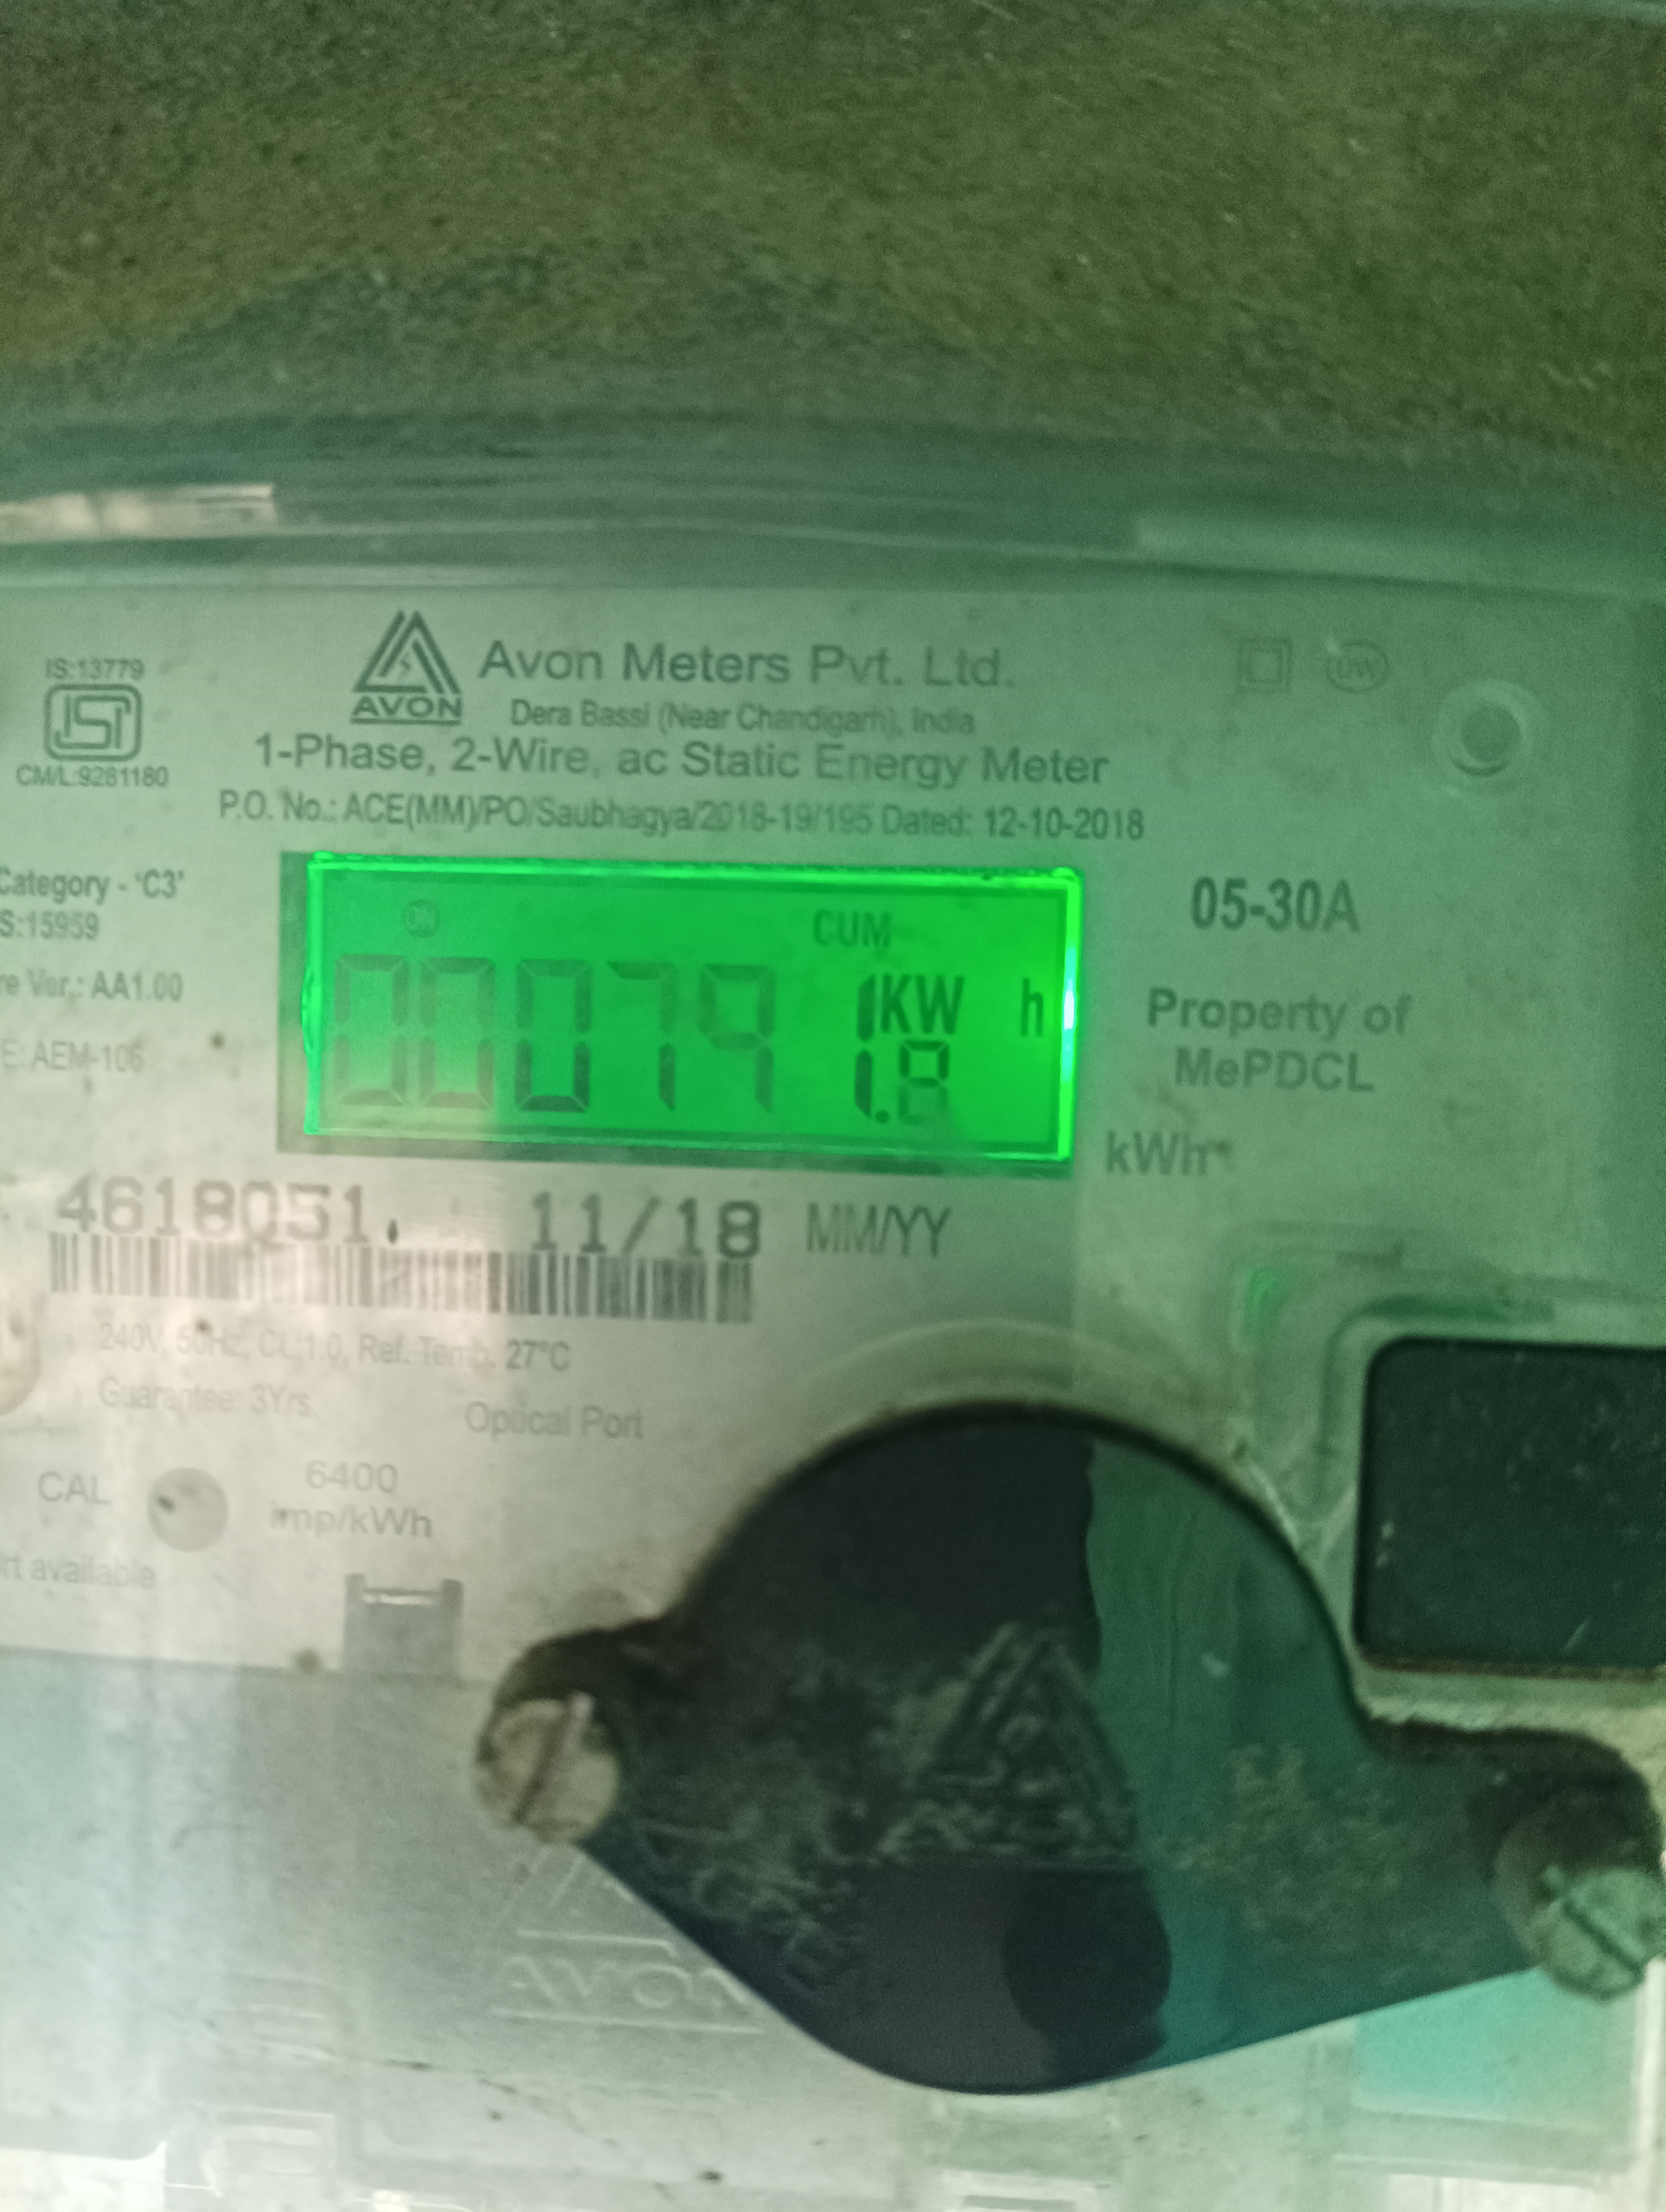 IS:13779
CM/L:9281180
AVON
Avon Meters Pvt. Ltd.
Dera Bassi (Near Chandigarh), India
1-Phase, 2-Wire, ac Static Energy Meter
P.O. No.: ACE(MM)/PO/Saubhagya/2018-19/195 Dated: 12-10-2018
Category - 'C3'
S:15959
re Ver.: AA1.00
E: AEM-106
CUM
000791.8
KW h
05-30A
Property of
MePDCL
kWh*
4618051. 11/18 MM/YY
240V, 50Hz, CL:1.0, Ref. Temp. 27°C
Guarantee: 3Yrs.
Optical Port
CAL
6400
imp/kWh
rt available
AVON